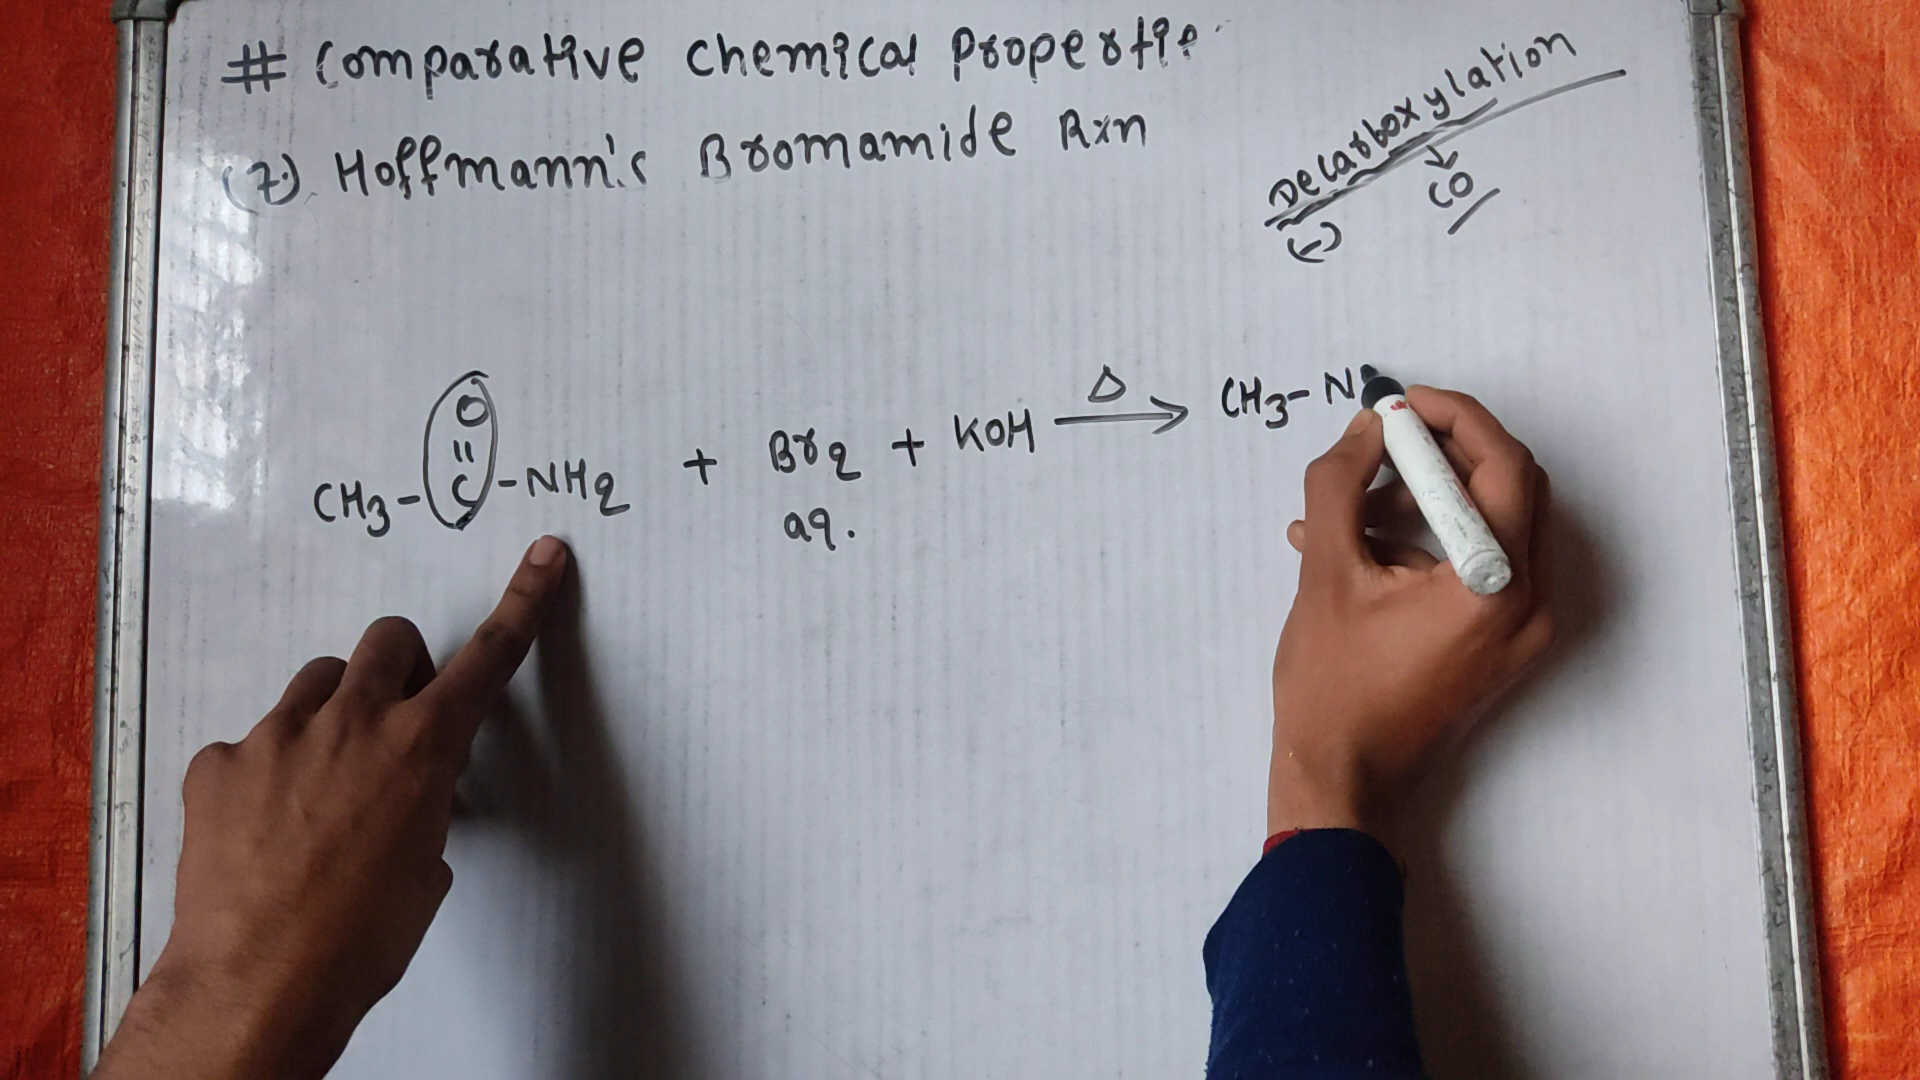 # Comparative Chemical Propertie
(7.) Hoffmann's Bromamide Rxn
Decarboxylation
(-) ↓
CO
O
||
CH3-C-NH2 + Br2 + KOH Δ → CH3-N
aq.